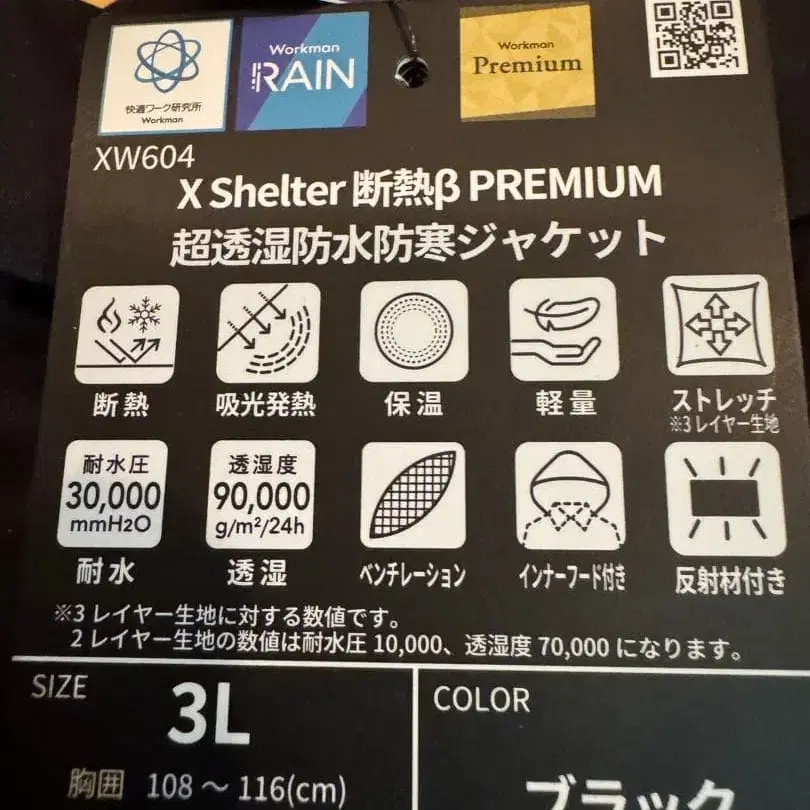 快適ワーク研究所
Workman
Workman
RAIN
Workman
Premium
XW604
X Shelter 断熱β PREMIUM
超透湿防水防寒ジャケット
断熱
吸光発熱
保温
軽量
ストレッチ
※3レイヤー生地
耐水圧
30,000
mmH2O
耐水
透湿度
90,000
g/m²/24h
透湿
ベンチレーション
インナーフード付き
反射材付き
※3レイヤー生地に対する数値です。
2レイヤー生地の数値は耐水圧10,000、透湿度70,000になります。
SIZE
3L
胸囲 108～116(cm)
COLOR
ブラック